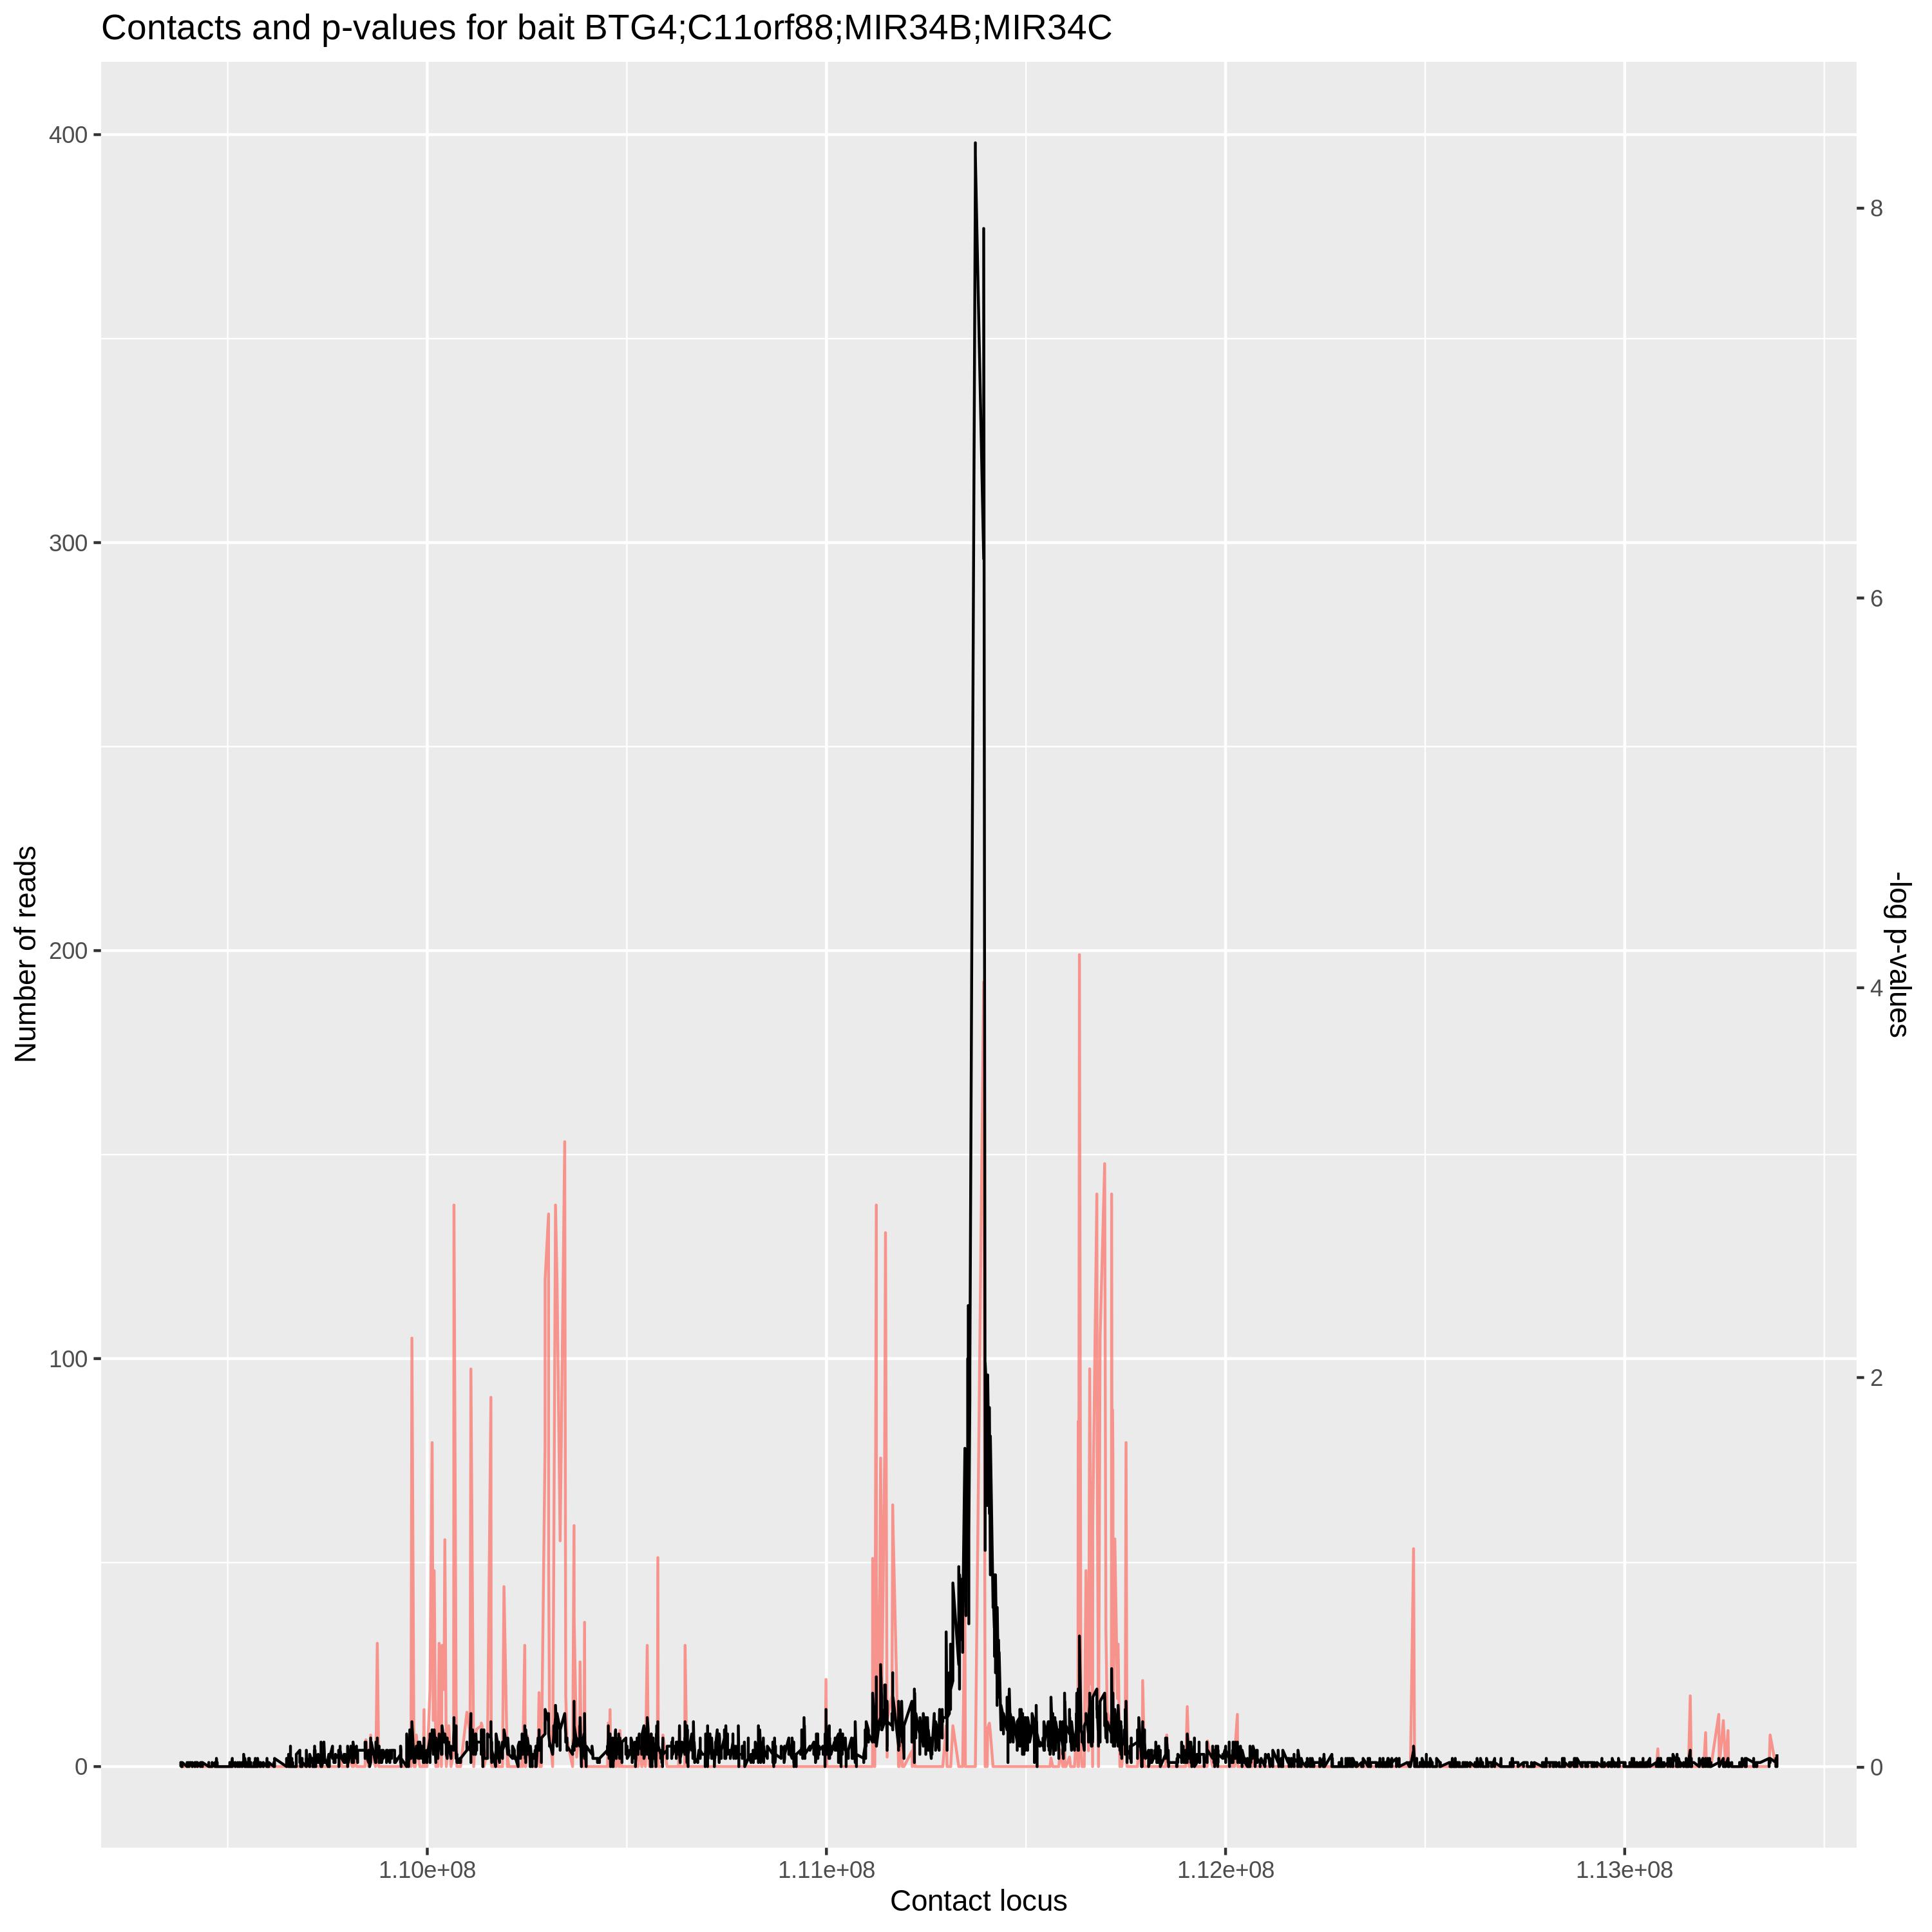 Contacts and p-values for bait BTG4;C11orf88;MIR34B;MIR34C
400
300
200
100
0
Number of reads
8
6
4
2
0
-log p-values
1.10e+08
1.11e+08
1.12e+08
1.13e+08
Contact locus